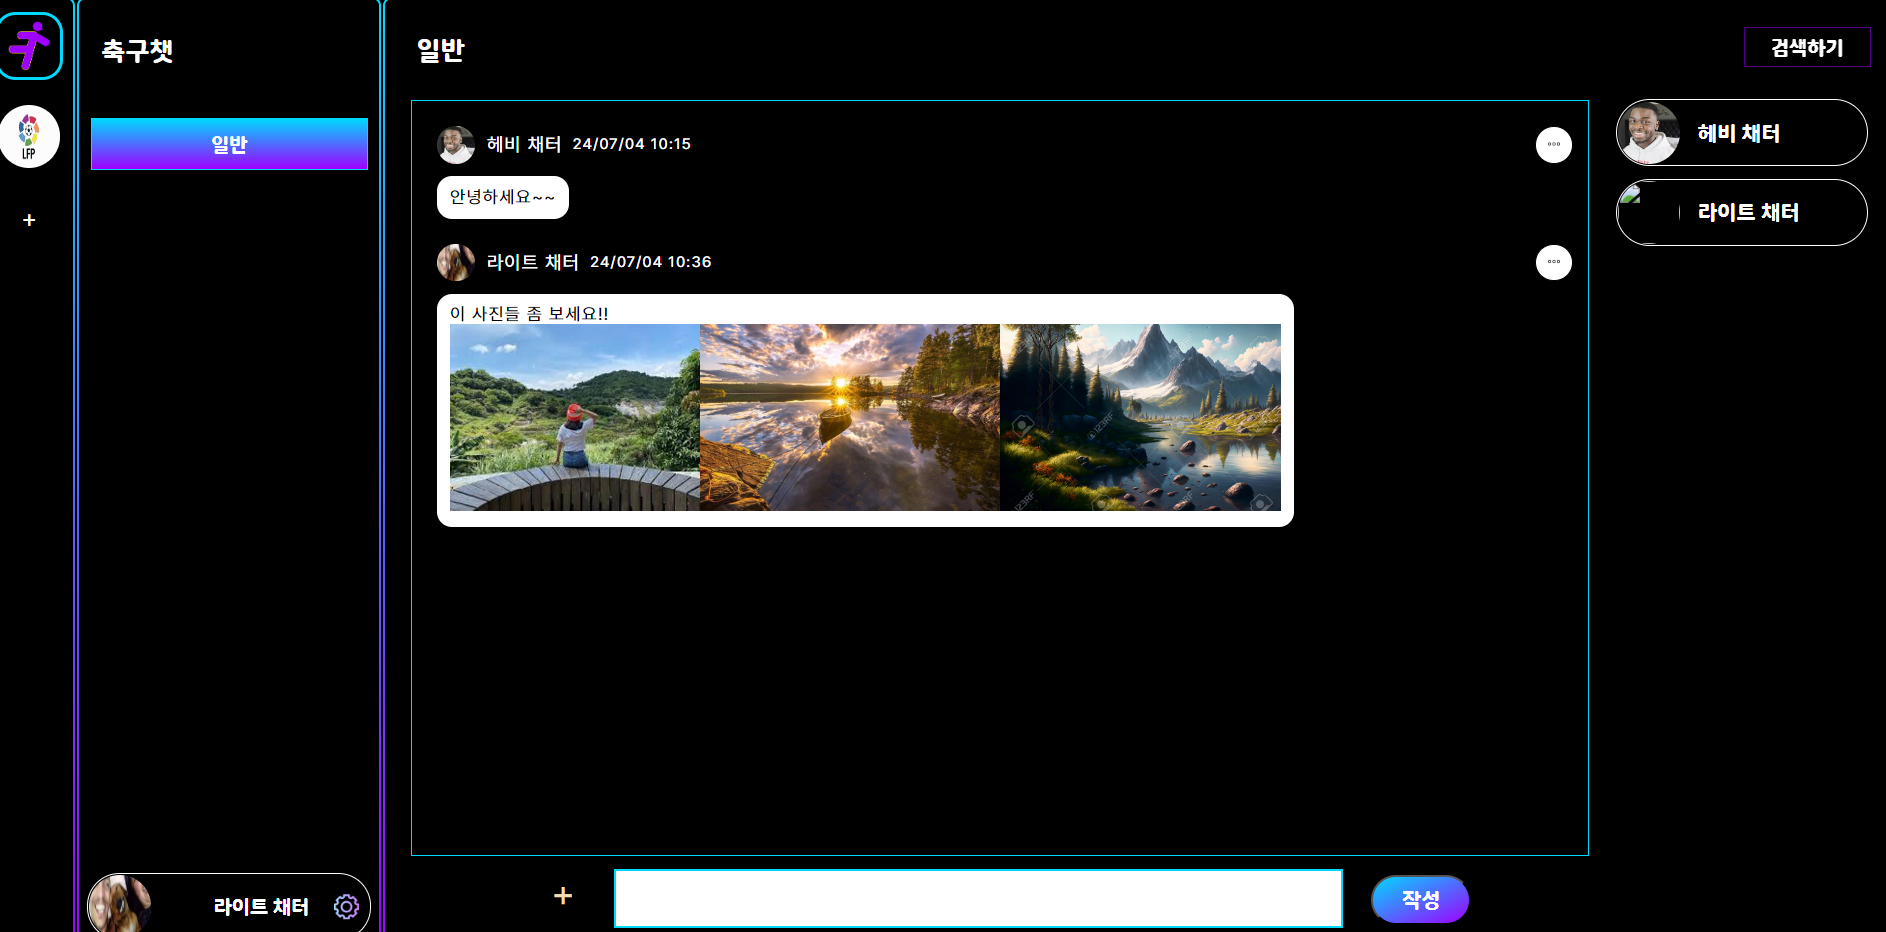 축구챗
일반
검색하기
LFP
일반
+
헤비 채터 24/07/04 10:15
안녕하세요~~
라이트 채터 24/07/04 10:36
이 사진들 좀 보세요!!
123RF
123RF
123RF
헤비 채터
라이트 채터
라이트 채터
+
작성